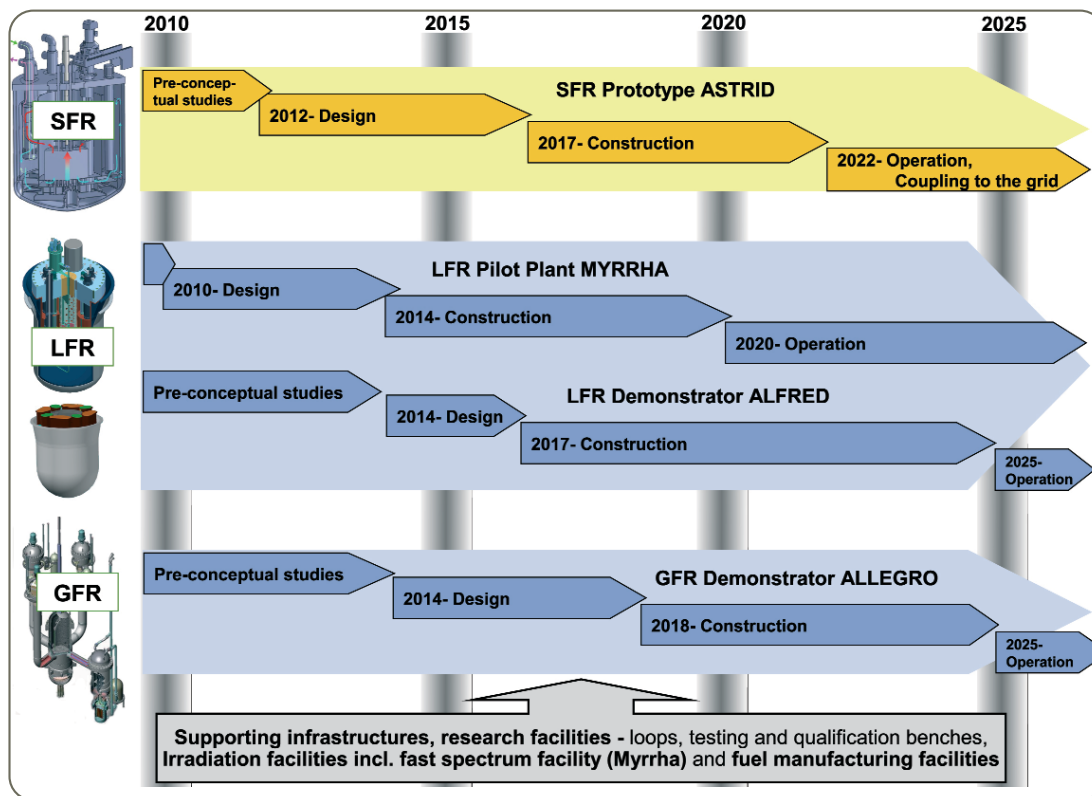 2010 2015 2020 2025
SFR
Pre-concep-
tual studies
SFR Prototype ASTRID
2012- Design
2017- Construction
2022- Operation,
Coupling to the grid
LFR
LFR Pilot Plant MYRRHA
2010- Design
2014- Construction
2020- Operation
Pre-conceptual studies
LFR Demonstrator ALFRED
2014- Design
2017- Construction
2025-
Operation
GFR
Pre-conceptual studies
GFR Demonstrator ALLEGRO
2014- Design
2018- Construction
2025-
Operation
Supporting infrastructures, research facilities - loops, testing and qualification benches,
Irradiation facilities incl. fast spectrum facility (Myrrha) and fuel manufacturing facilities